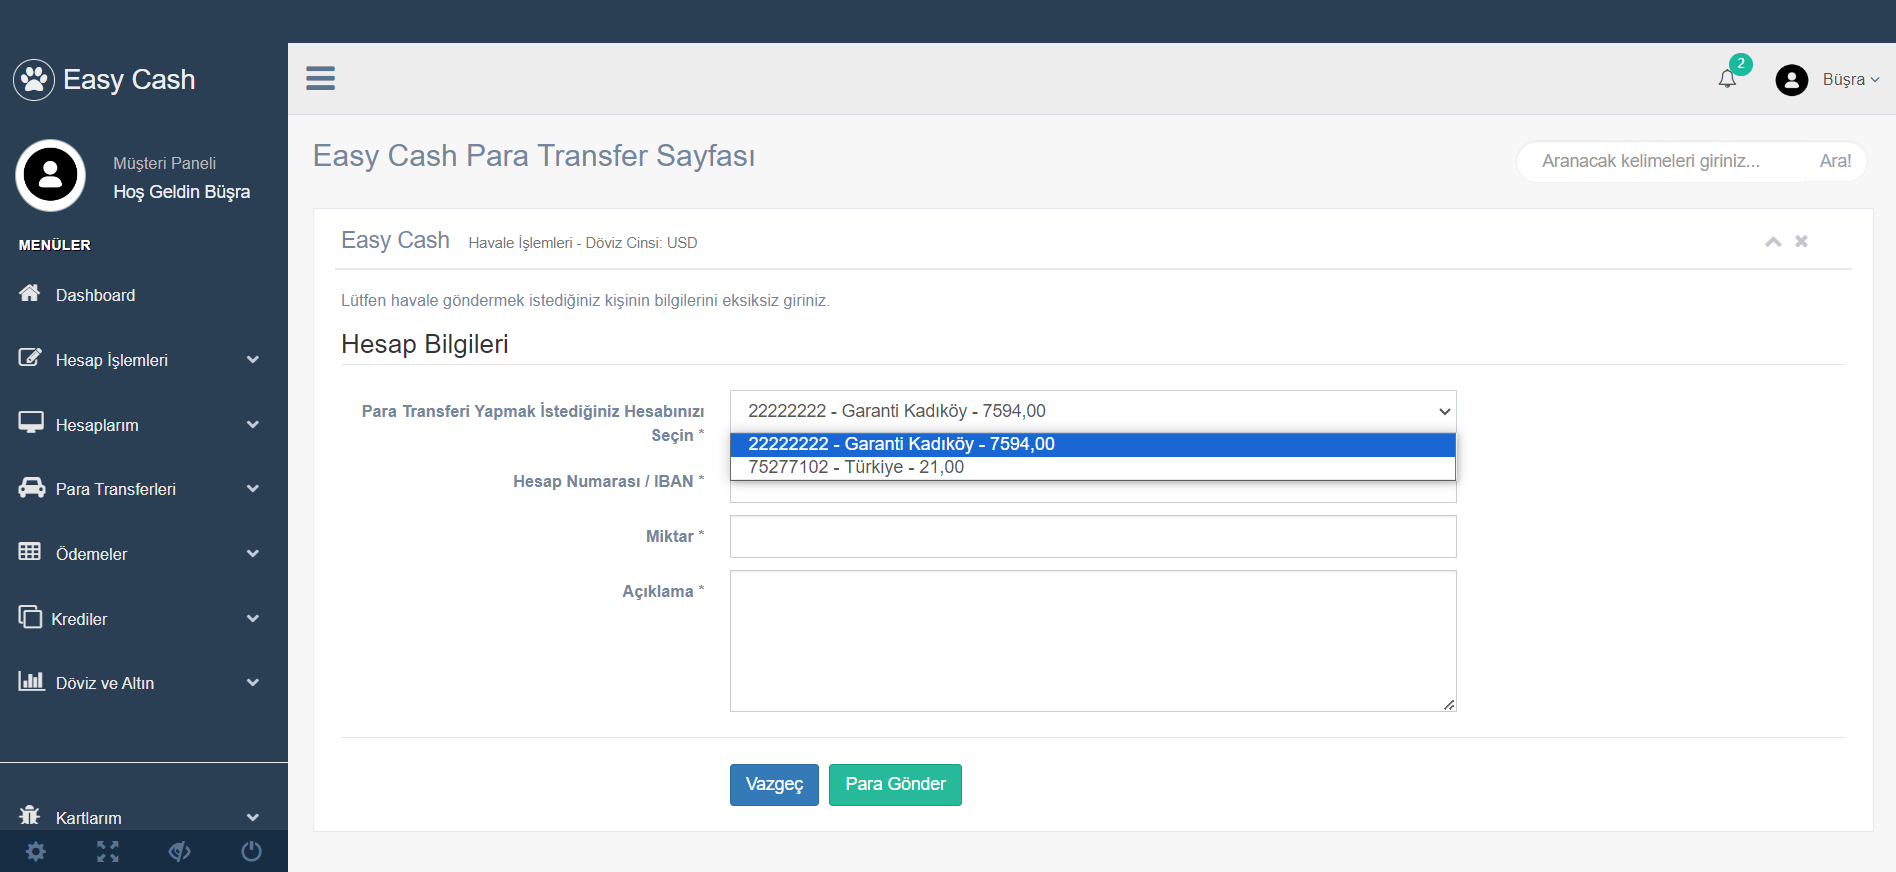 Easy Cash
2
Büşra
Müşteri Paneli
Hoş Geldin Büşra
MENÜLER
Dashboard
Hesap İşlemleri
Hesaplarım
Para Transferleri
Ödemeler
Krediler
Döviz ve Altın
Kartlarım
Easy Cash Para Transfer Sayfası
Aranacak kelimeleri giriniz... Ara!
Easy Cash Havale İşlemleri - Döviz Cinsi: USD
Lütfen havale göndermek istediğiniz kişinin bilgilerini eksiksiz giriniz.
Hesap Bilgileri
Para Transferi Yapmak İstediğiniz Hesabınızı
Seçin *
22222222 - Garanti Kadıköy - 7594,00
22222222 - Garanti Kadıköy - 7594,00
75277102 - Türkiye - 21,00
Hesap Numarası / IBAN *
Miktar *
Açıklama *
Vazgeç Para Gönder